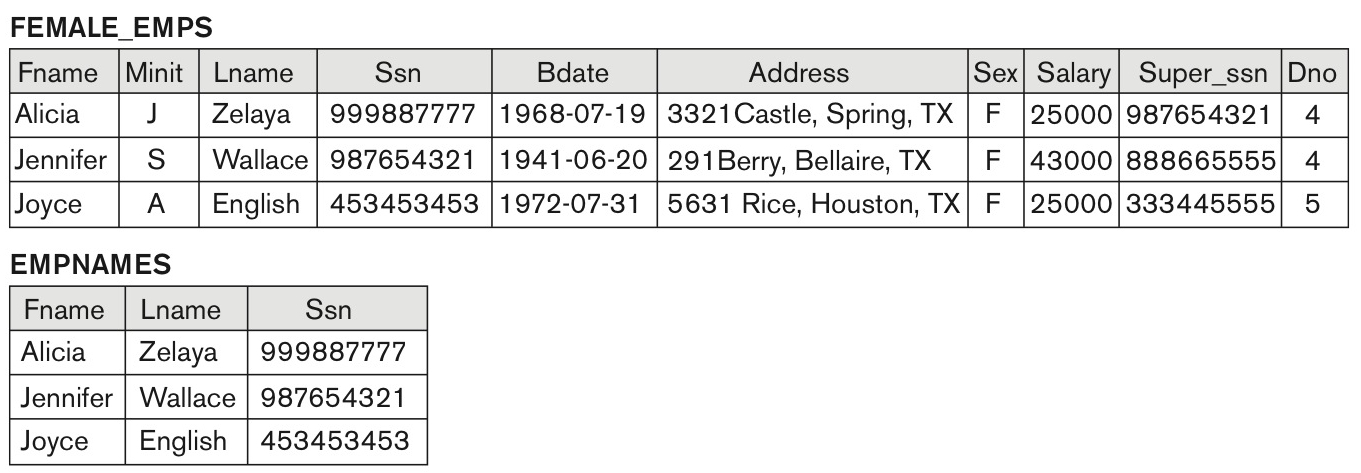 FEMALE_EMPS
Fname Minit Lname Ssn Bdate Address Sex Salary Super_ssn Dno
Alicia J Zelaya 999887777 1968-07-19 3321Castle, Spring, TX F 25000 987654321 4
Jennifer S Wallace 987654321 1941-06-20 291Berry, Bellaire, TX F 43000 888665555 4
Joyce A English 453453453 1972-07-31 5631 Rice, Houston, TX F 25000 333445555 5
EMPNAMES
Fname Lname Ssn
Alicia Zelaya 999887777
Jennifer Wallace 987654321
Joyce English 453453453